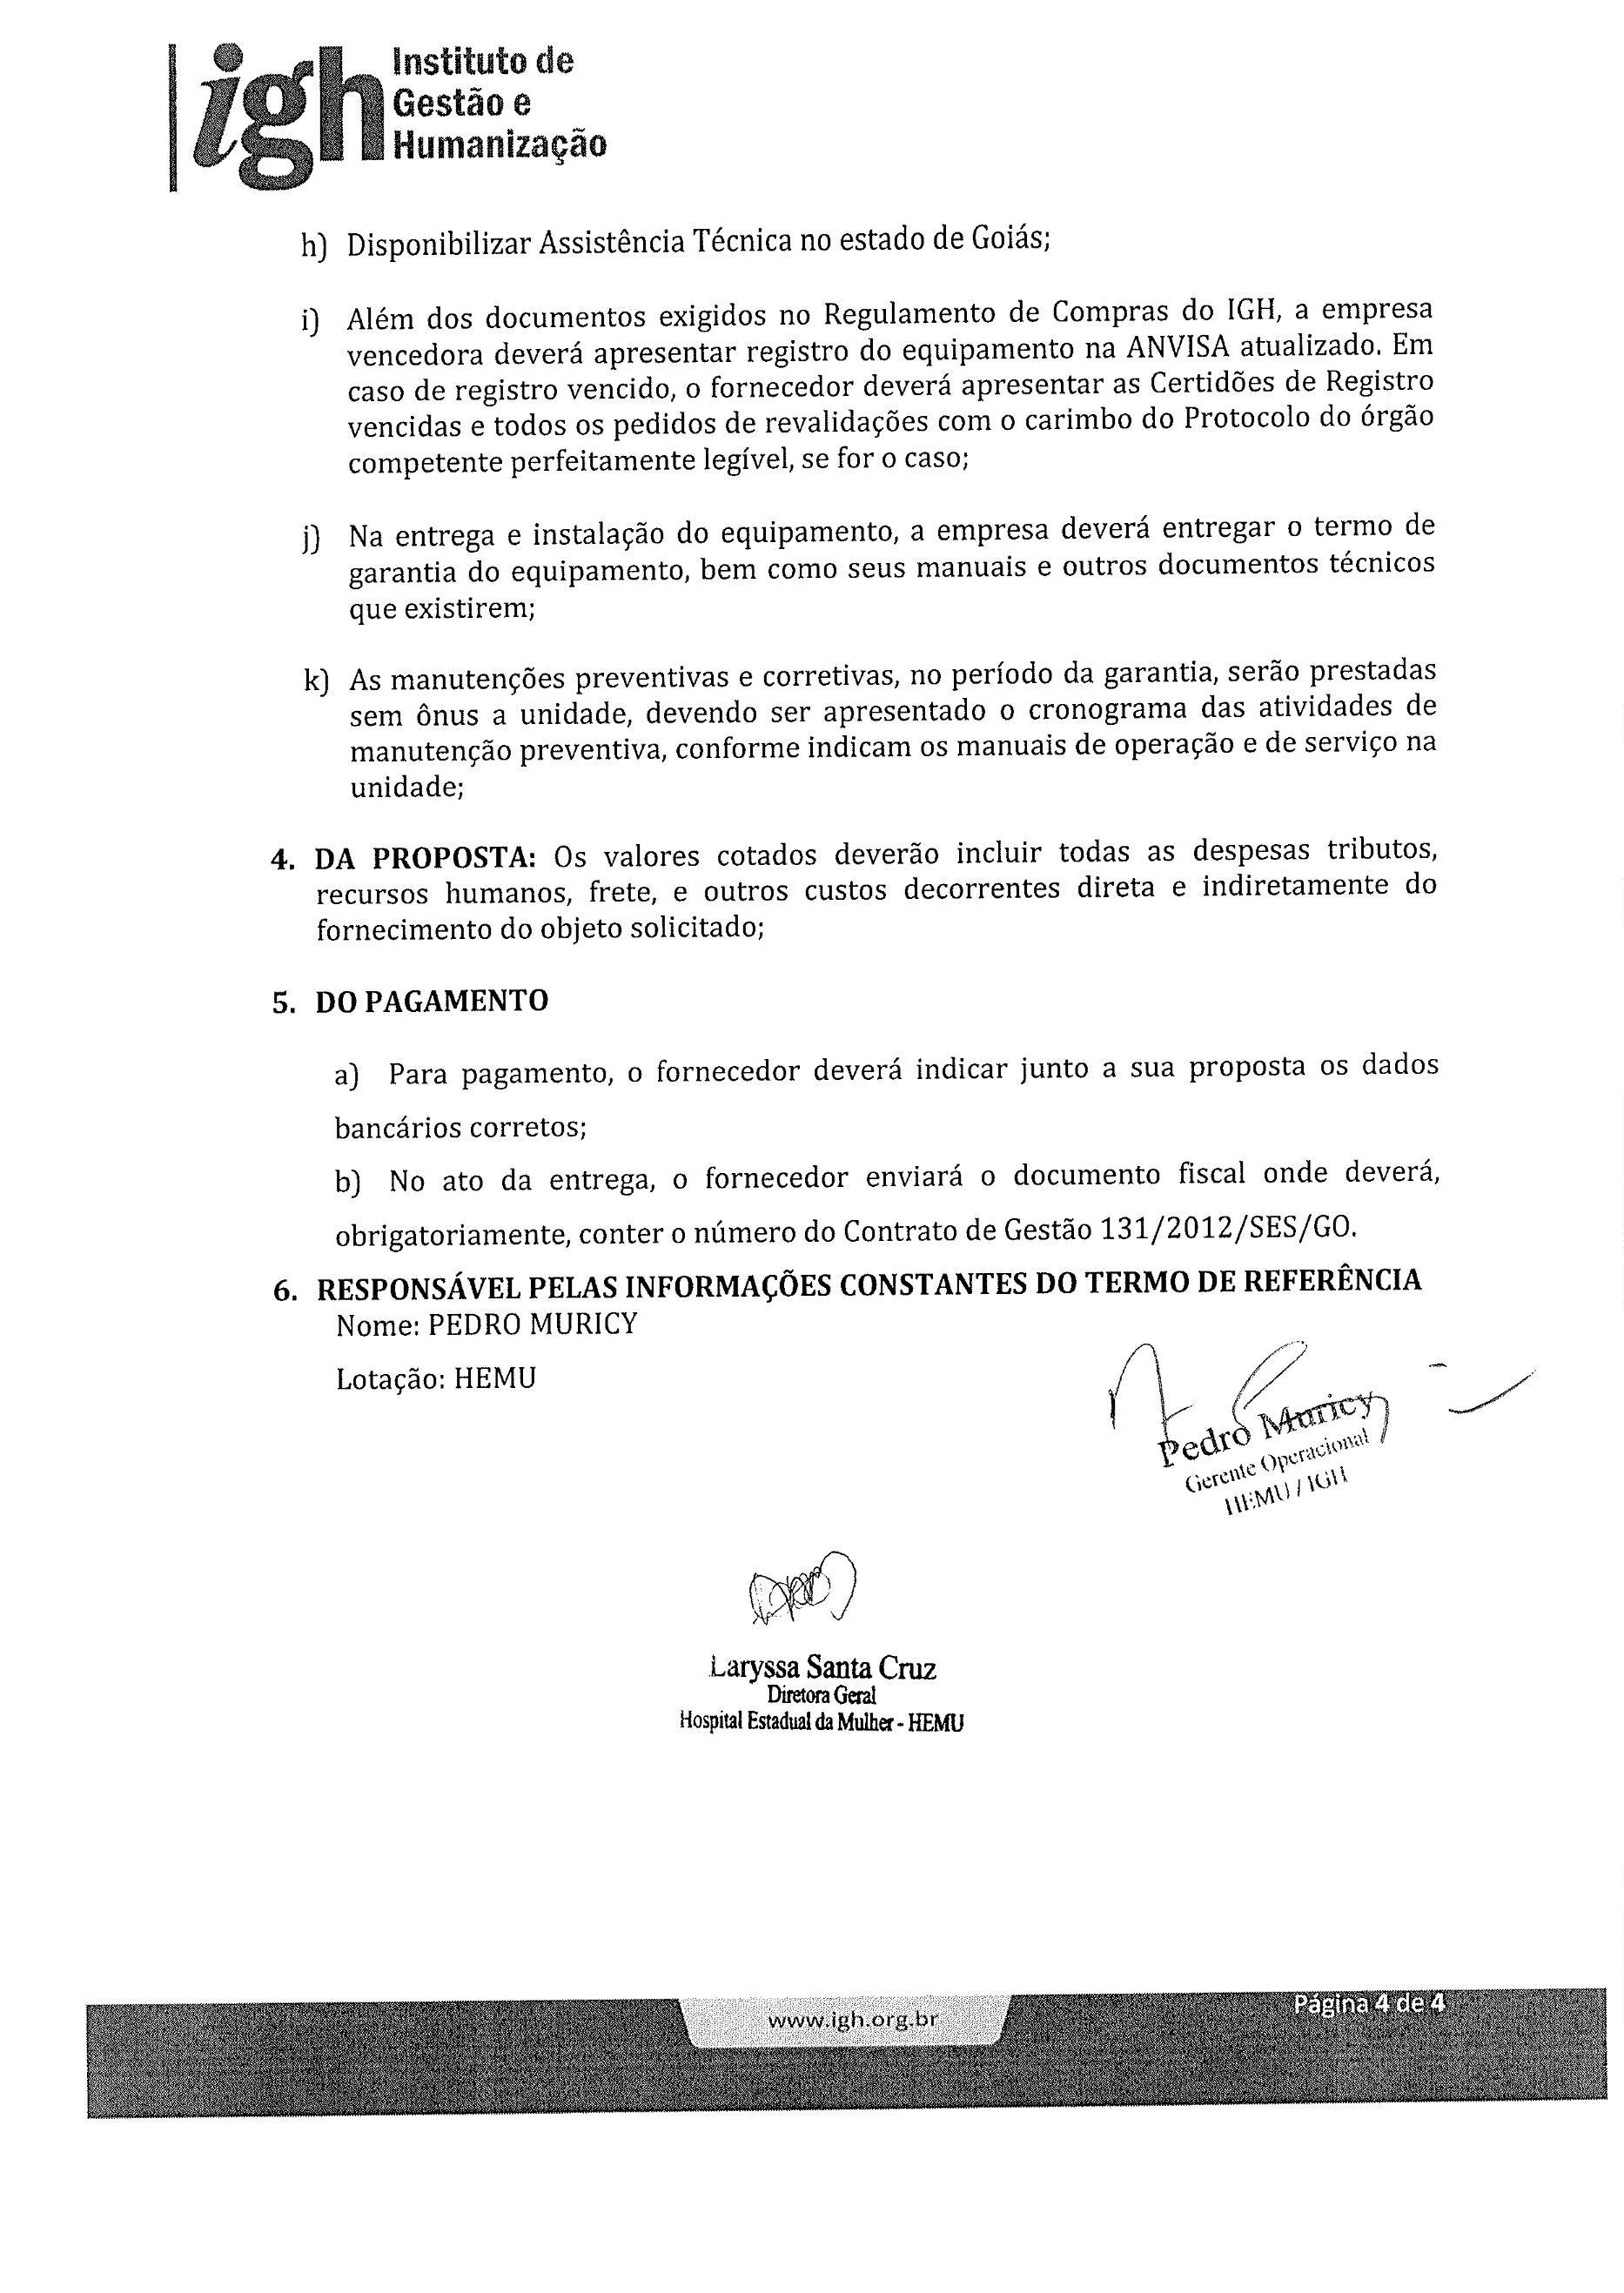 igh Instituto de
Gestão e
Humanização
h) Disponibilizar Assistência Técnica no estado de Goiás;
i) Além dos documentos exigidos no Regulamento de Compras do IGH, a empresa
vencedora deverá apresentar registro do equipamento na ANVISA atualizado. Em
caso de registro vencido, o fornecedor deverá apresentar as Certidões de Registro
vencidas e todos os pedidos de revalidações com o carimbo do Protocolo do órgão
competente perfeitamente legível, se for o caso;
j) Na entrega e instalação do equipamento, a empresa deverá entregar o termo de
garantia do equipamento, bem como seus manuais e outros documentos técnicos
que existirem;
k) As manutenções preventivas e corretivas, no período da garantia, serão prestadas
sem ônus a unidade, devendo ser apresentado o cronograma das atividades de
manutenção preventiva, conforme indicam os manuais de operação e de serviço na
unidade;
4. DA PROPOSTA: Os valores cotados deverão incluir todas as despesas tributos,
recursos humanos, frete, e outros custos decorrentes direta e indiretamente do
fornecimento do objeto solicitado;
5. DO PAGAMENTO
a) Para pagamento, o fornecedor deverá indicar junto a sua proposta os dados
bancários corretos;
b) No ato da entrega, o fornecedor enviará o documento fiscal onde deverá,
obrigatoriamente, conter o número do Contrato de Gestão 131/2012/SES/GO.
6. RESPONSÁVEL PELAS INFORMAÇÕES CONSTANTES DO TERMO DE REFERÊNCIA
Nome: PEDRO MURICY
Lotação: HEMU
Pedro Muricy
Gerente Operacional
HEMU / IGH
Laryssa Santa Cruz
Diretora Geral
Hospital Estadual da Mulher - HEMU
www.igh.org.br
Página 4 de 4